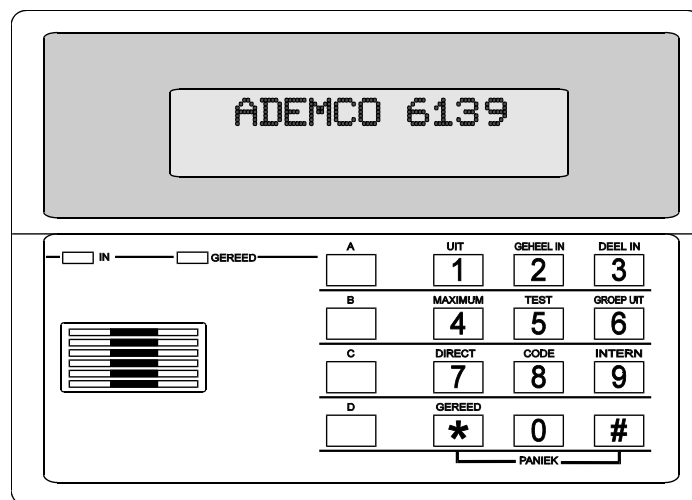 ADEMCO 6139
IN GEREED
A UIT GEHEEL IN DEEL IN
1 2 3
B MAXIMUM TEST GROEP UIT
4 5 6
C DIRECT CODE INTERN
7 8 9
D GEREED
* 0 #
PANIEK